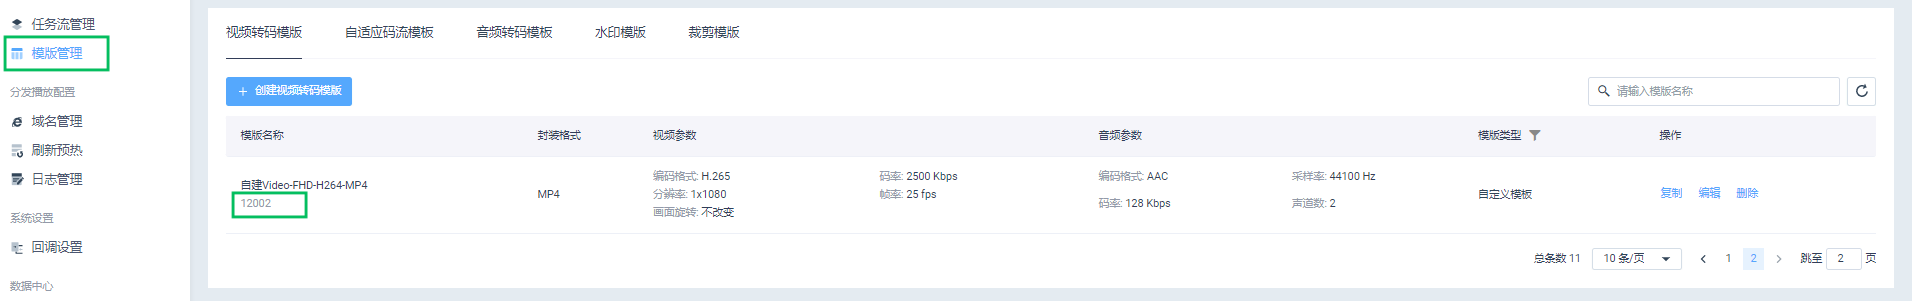 任务流管理
模版管理
分发播放配置
域名管理
刷新预热
日志管理
系统设置
回调设置
数据中心
视频转码模版 自适应码流模板 音频转码模板 水印模版 裁剪模版
+ 创建视频转码模版 请输入模版名称
模版名称 封装格式 视频参数 音频参数 模版类型 操作
自建Video-FHD-H264-MP4
12002
MP4
编码格式: H.265 码率: 2500 Kbps
分辨率: 1x1080 帧率: 25 fps
画面旋转: 不改变
编码格式: AAC 采样率: 44100 Hz
码率: 128 Kbps 声道数: 2
自定义模板
复制 编辑 删除
总条数 11 10 条/页 1 2 跳至 2 页